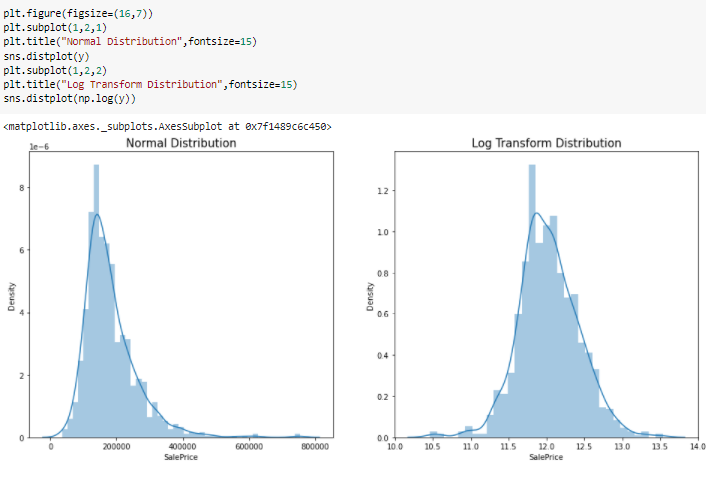 plt.figure(figsize=(16,7))
plt.subplot(1,2,1)
plt.title("Normal Distribution",fontsize=15)
sns.distplot(y)
plt.subplot(1,2,2)
plt.title("Log Transform Distribution",fontsize=15)
sns.distplot(np.log(y))
<matplotlib.axes._subplots.AxesSubplot at 0x7f1489c6c450>
Normal Distribution
1e-6
8
6
4
2
0
Density
0 200000 400000 600000 800000
SalePrice
Log Transform Distribution
1.2
1.0
0.8
0.6
0.4
0.2
0.0
Density
10.0 10.5 11.0 11.5 12.0 12.5 13.0 13.5 14.0
SalePrice